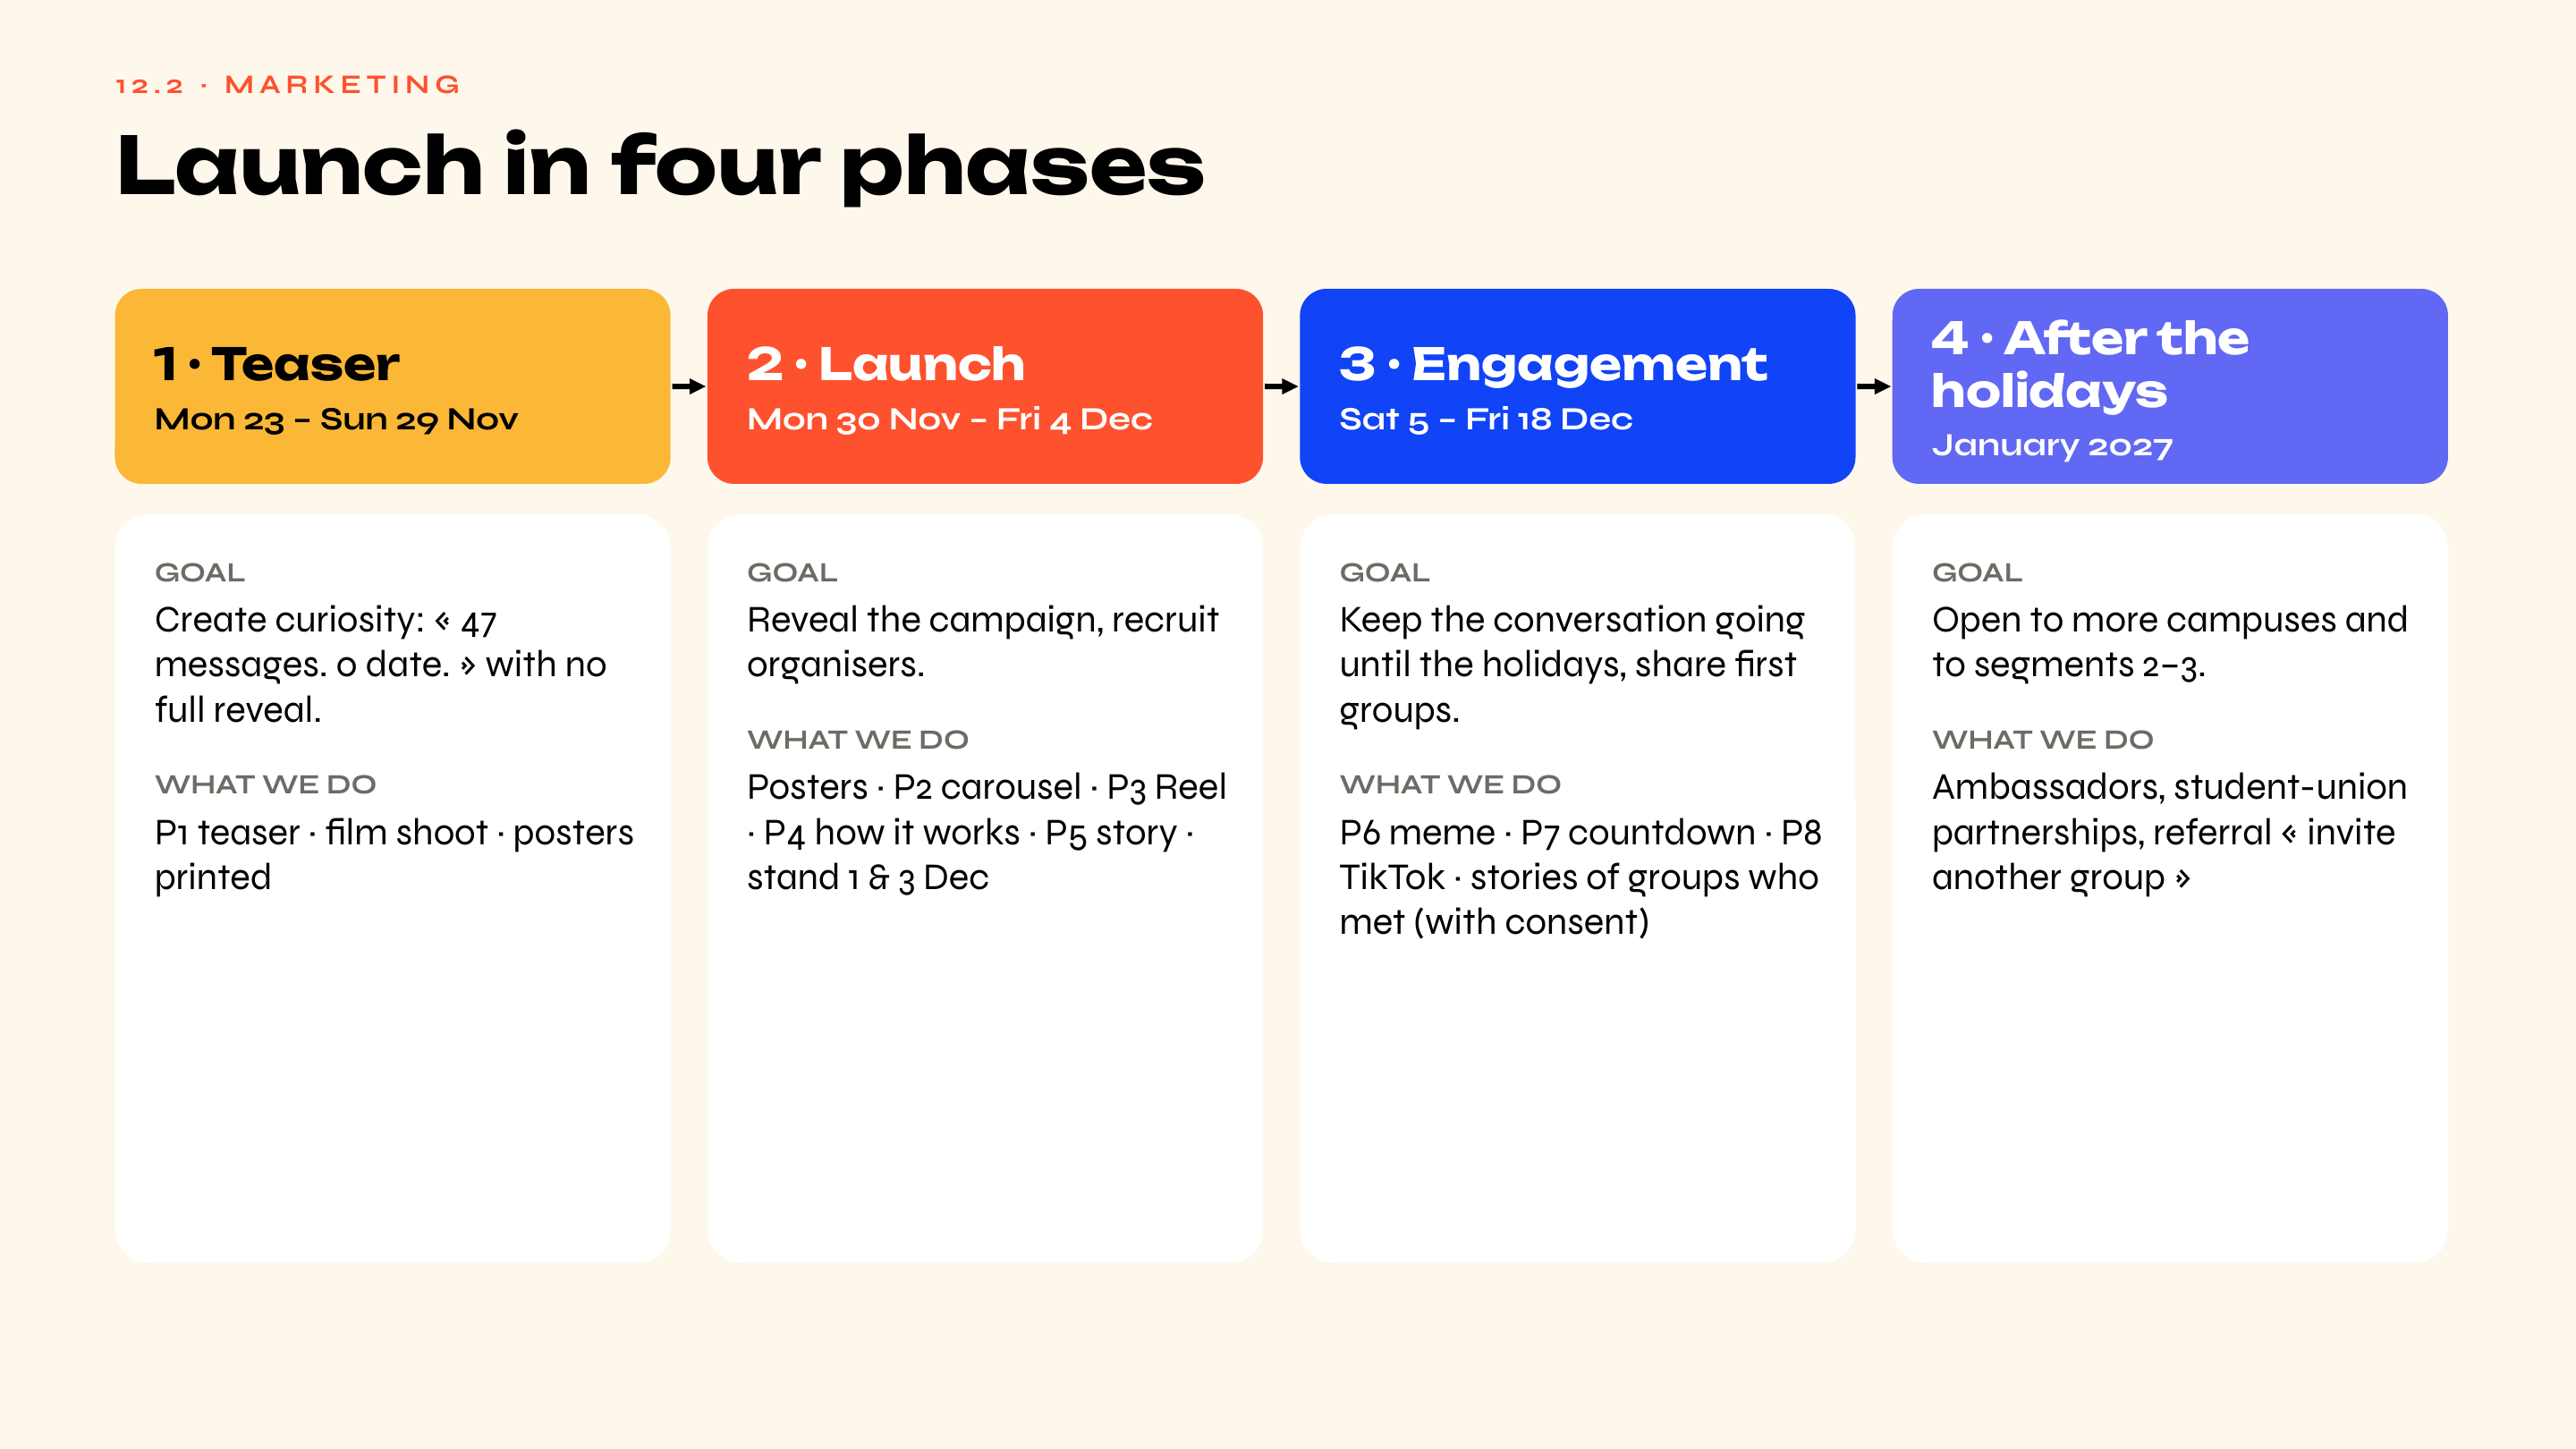 12.2 · MARKETING
Launch in four phases
1 · Teaser
Mon 23 – Sun 29 Nov
2 · Launch
Mon 30 Nov – Fri 4 Dec
3 · Engagement
Sat 5 – Fri 18 Dec
4 · After the
holidays
January 2027
GOAL
Create curiosity: « 47
messages. 0 date. » with no
full reveal.
WHAT WE DO
P1 teaser · film shoot · posters
printed
GOAL
Reveal the campaign, recruit
organisers.
WHAT WE DO
Posters · P2 carousel · P3 Reel
· P4 how it works · P5 story ·
stand 1 & 3 Dec
GOAL
Keep the conversation going
until the holidays, share first
groups.
WHAT WE DO
P6 meme · P7 countdown · P8
TikTok · stories of groups who
met (with consent)
GOAL
Open to more campuses and
to segments 2–3.
WHAT WE DO
Ambassadors, student-union
partnerships, referral « invite
another group »